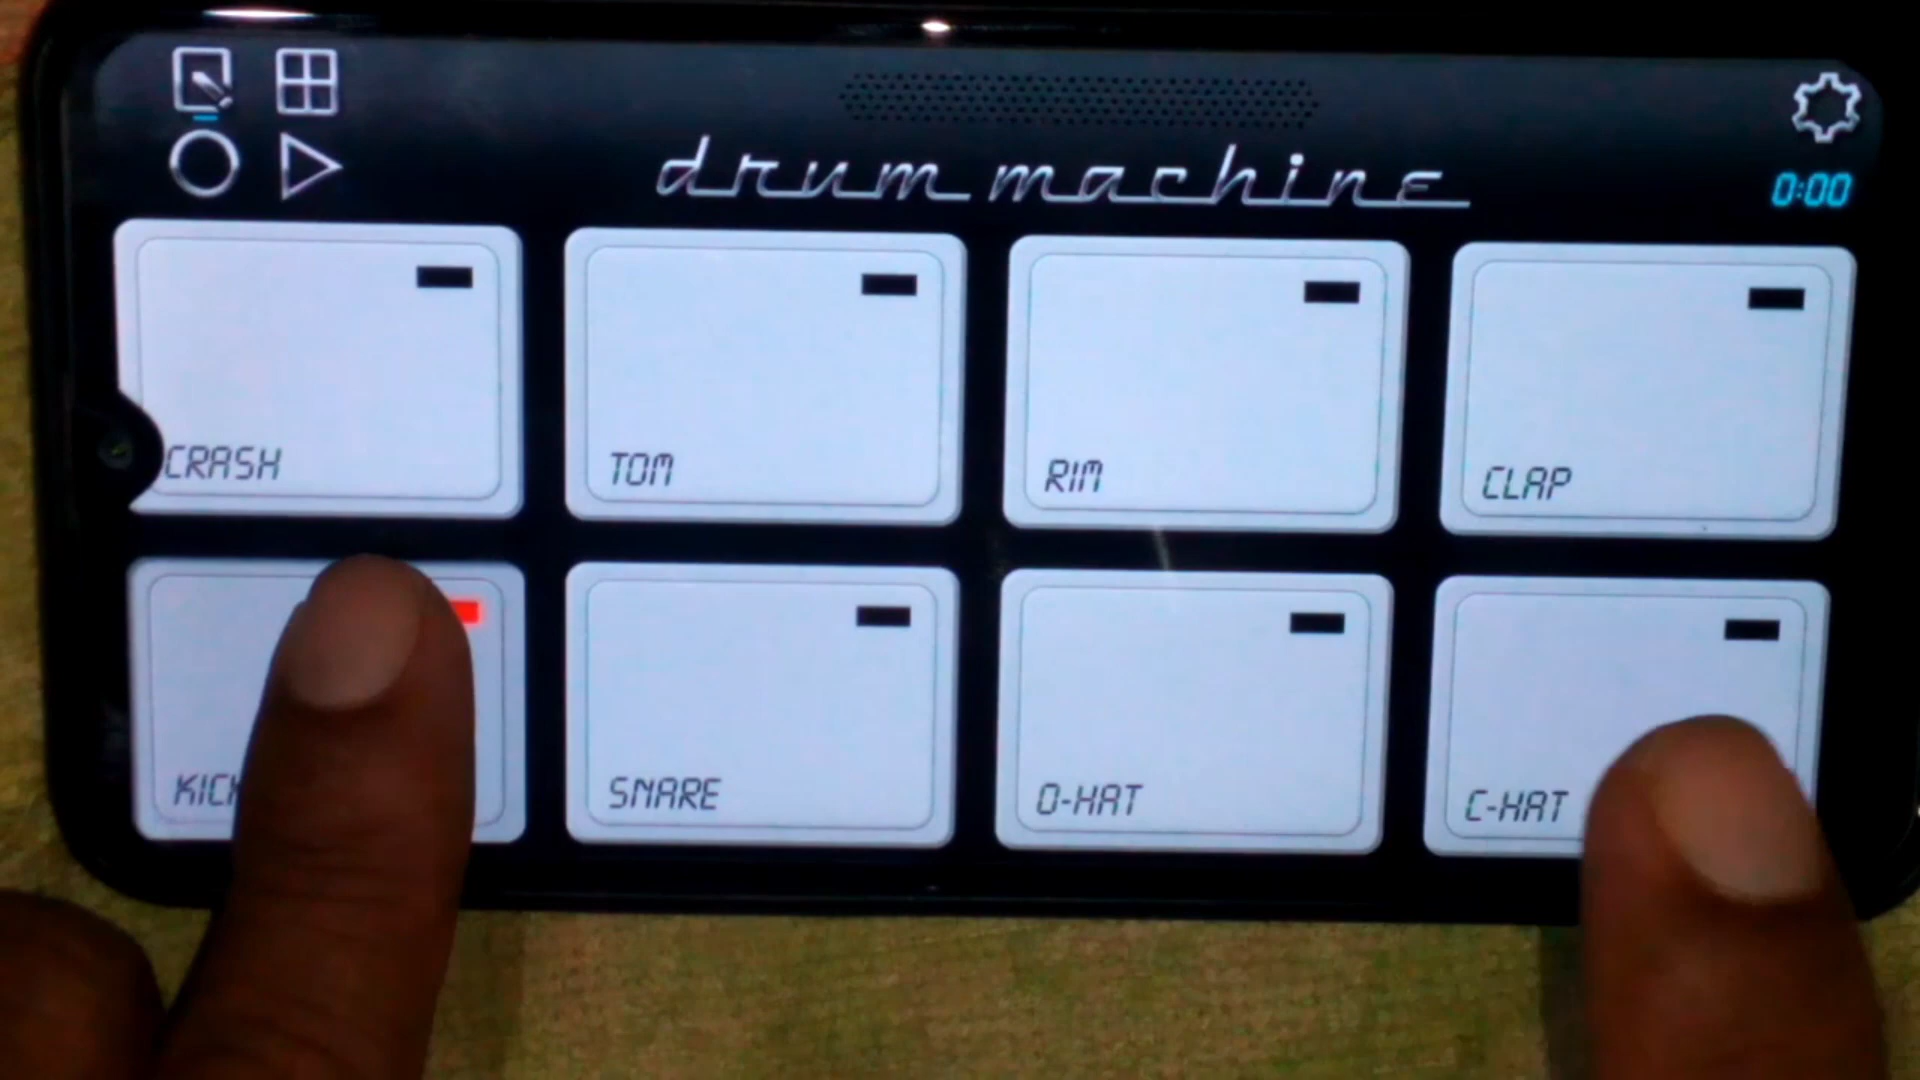 drum machine
0:00
CRASH
TOM
RIM
CLAP
KICK
SNARE
O-HAT
C-HAT